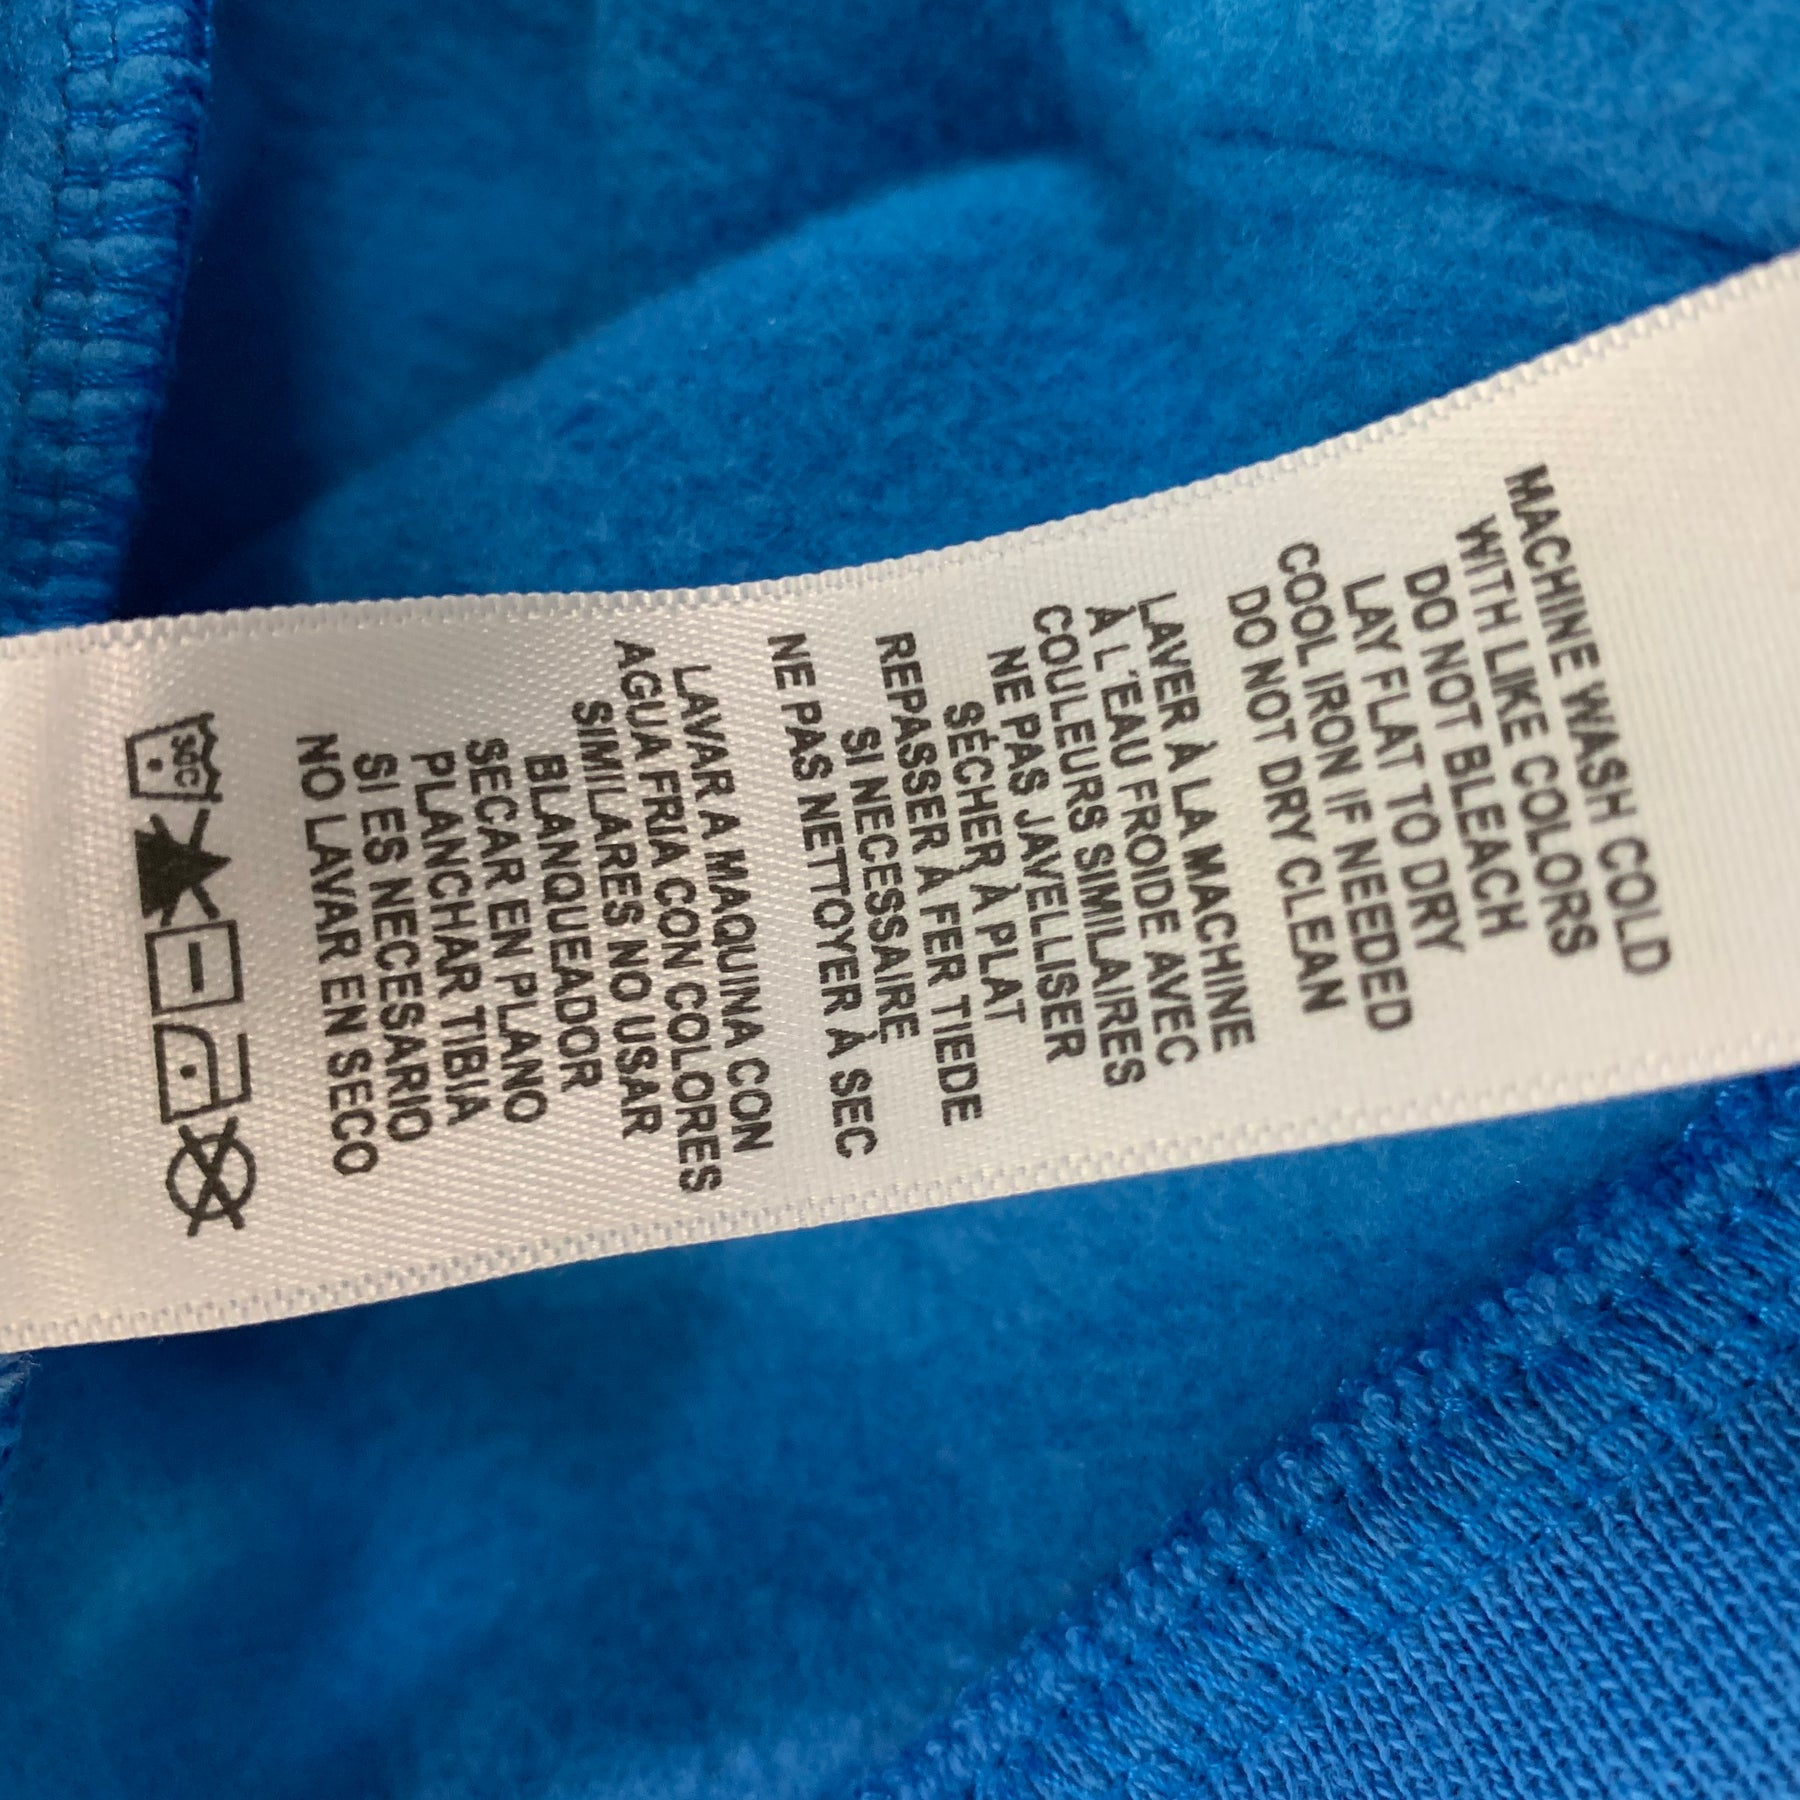 MACHINE WASH COLD
WITH LIKE COLORS
DO NOT BLEACH
LAY FLAT TO DRY
COOL IRON IF NEEDED
DO NOT DRY CLEAN
LAVER À LA MACHINE
À L'EAU FROIDE AVEC
COULEURS SIMILAIRES
NE PAS JAVELLISER
SÉCHER À PLAT
REPASSER À FER TIEDE
SI NECESSAIRE
NE PAS NETTOYER À SEC
LAVAR A MAQUINA CON
AGUA FRIA CON COLORES
SIMILARES NO USAR
BLANQUEADOR
SECAR EN PLANO
PLANCHAR TIBIA
SI ES NECESARIO
NO LAVAR EN SECO